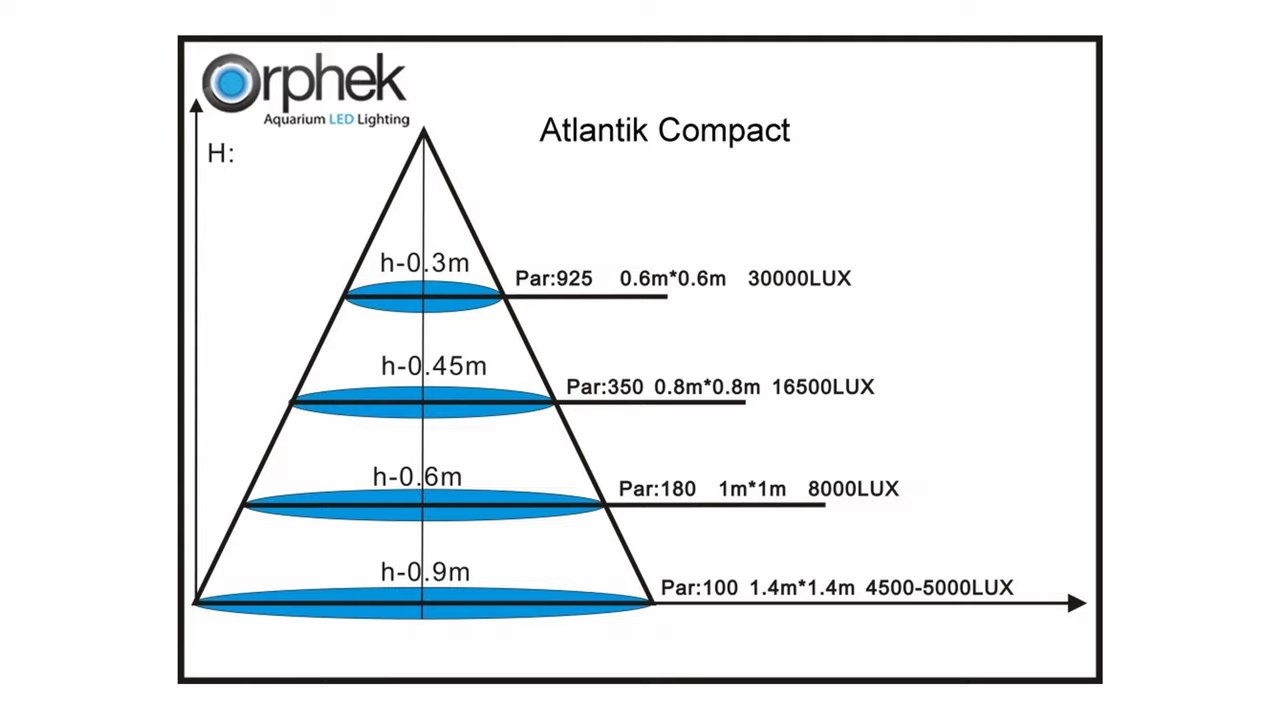 Orphek
Aquarium LED Lighting
Atlantik Compact
H:
h-0.3m
Par:925 0.6m*0.6m 30000LUX
h-0.45m
Par:350 0.8m*0.8m 16500LUX
h-0.6m
Par:180 1m*1m 8000LUX
h-0.9m
Par:100 1.4m*1.4m 4500-5000LUX